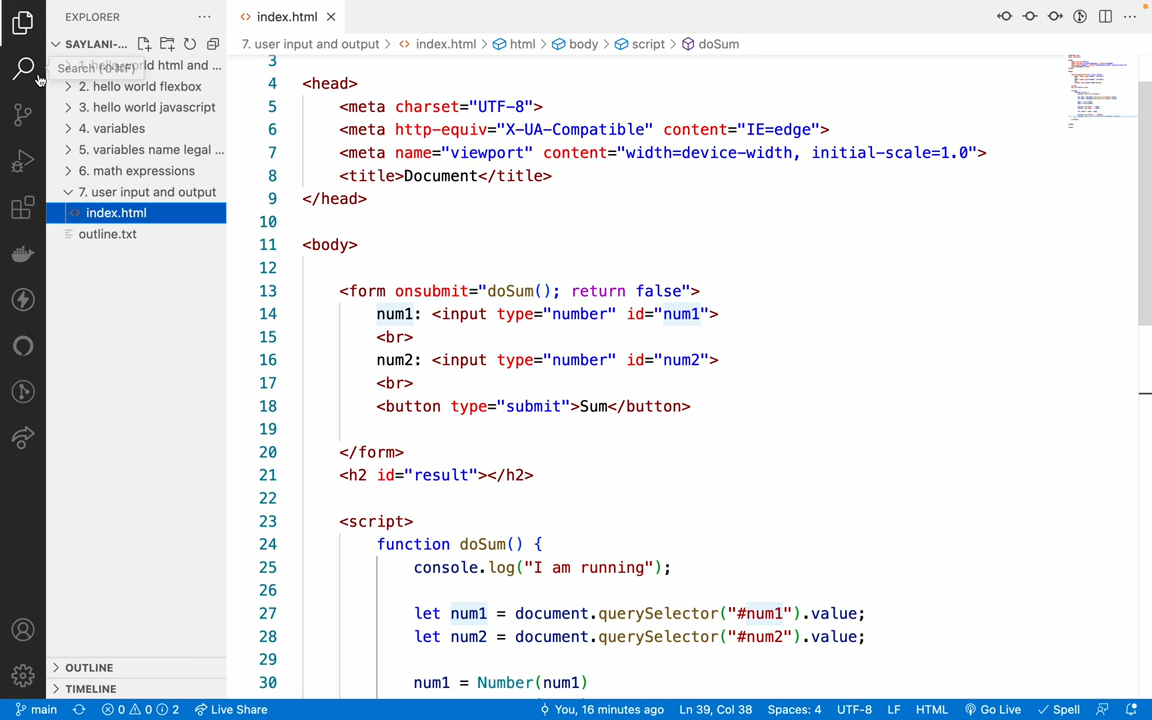 EXPLORER
index.html
SAYLANI-...
Search (⇧⌘F)
1. hello world html and ...
2. hello world flexbox
3. hello world javascript
4. variables
5. variables name legal ...
6. math expressions
7. user input and output
index.html
outline.txt
OUTLINE
TIMELINE
7. user input and output > index.html > html > body > script > doSum
3
4 <head>
5 <meta charset="UTF-8">
6 <meta http-equiv="X-UA-Compatible" content="IE=edge">
7 <meta name="viewport" content="width=device-width, initial-scale=1.0">
8 <title>Document</title>
9 </head>
10
11 <body>
12
13 <form onsubmit="doSum(); return false">
14 num1: <input type="number" id="num1">
15 <br>
16 num2: <input type="number" id="num2">
17 <br>
18 <button type="submit">Sum</button>
19
20 </form>
21 <h2 id="result"></h2>
22
23 <script>
24 function doSum() {
25 console.log("I am running");
26
27 let num1 = document.querySelector("#num1").value;
28 let num2 = document.querySelector("#num2").value;
29
30 num1 = Number(num1)
main 0 0 2 Live Share You, 16 minutes ago Ln 39, Col 38 Spaces: 4 UTF-8 LF HTML Go Live Spell